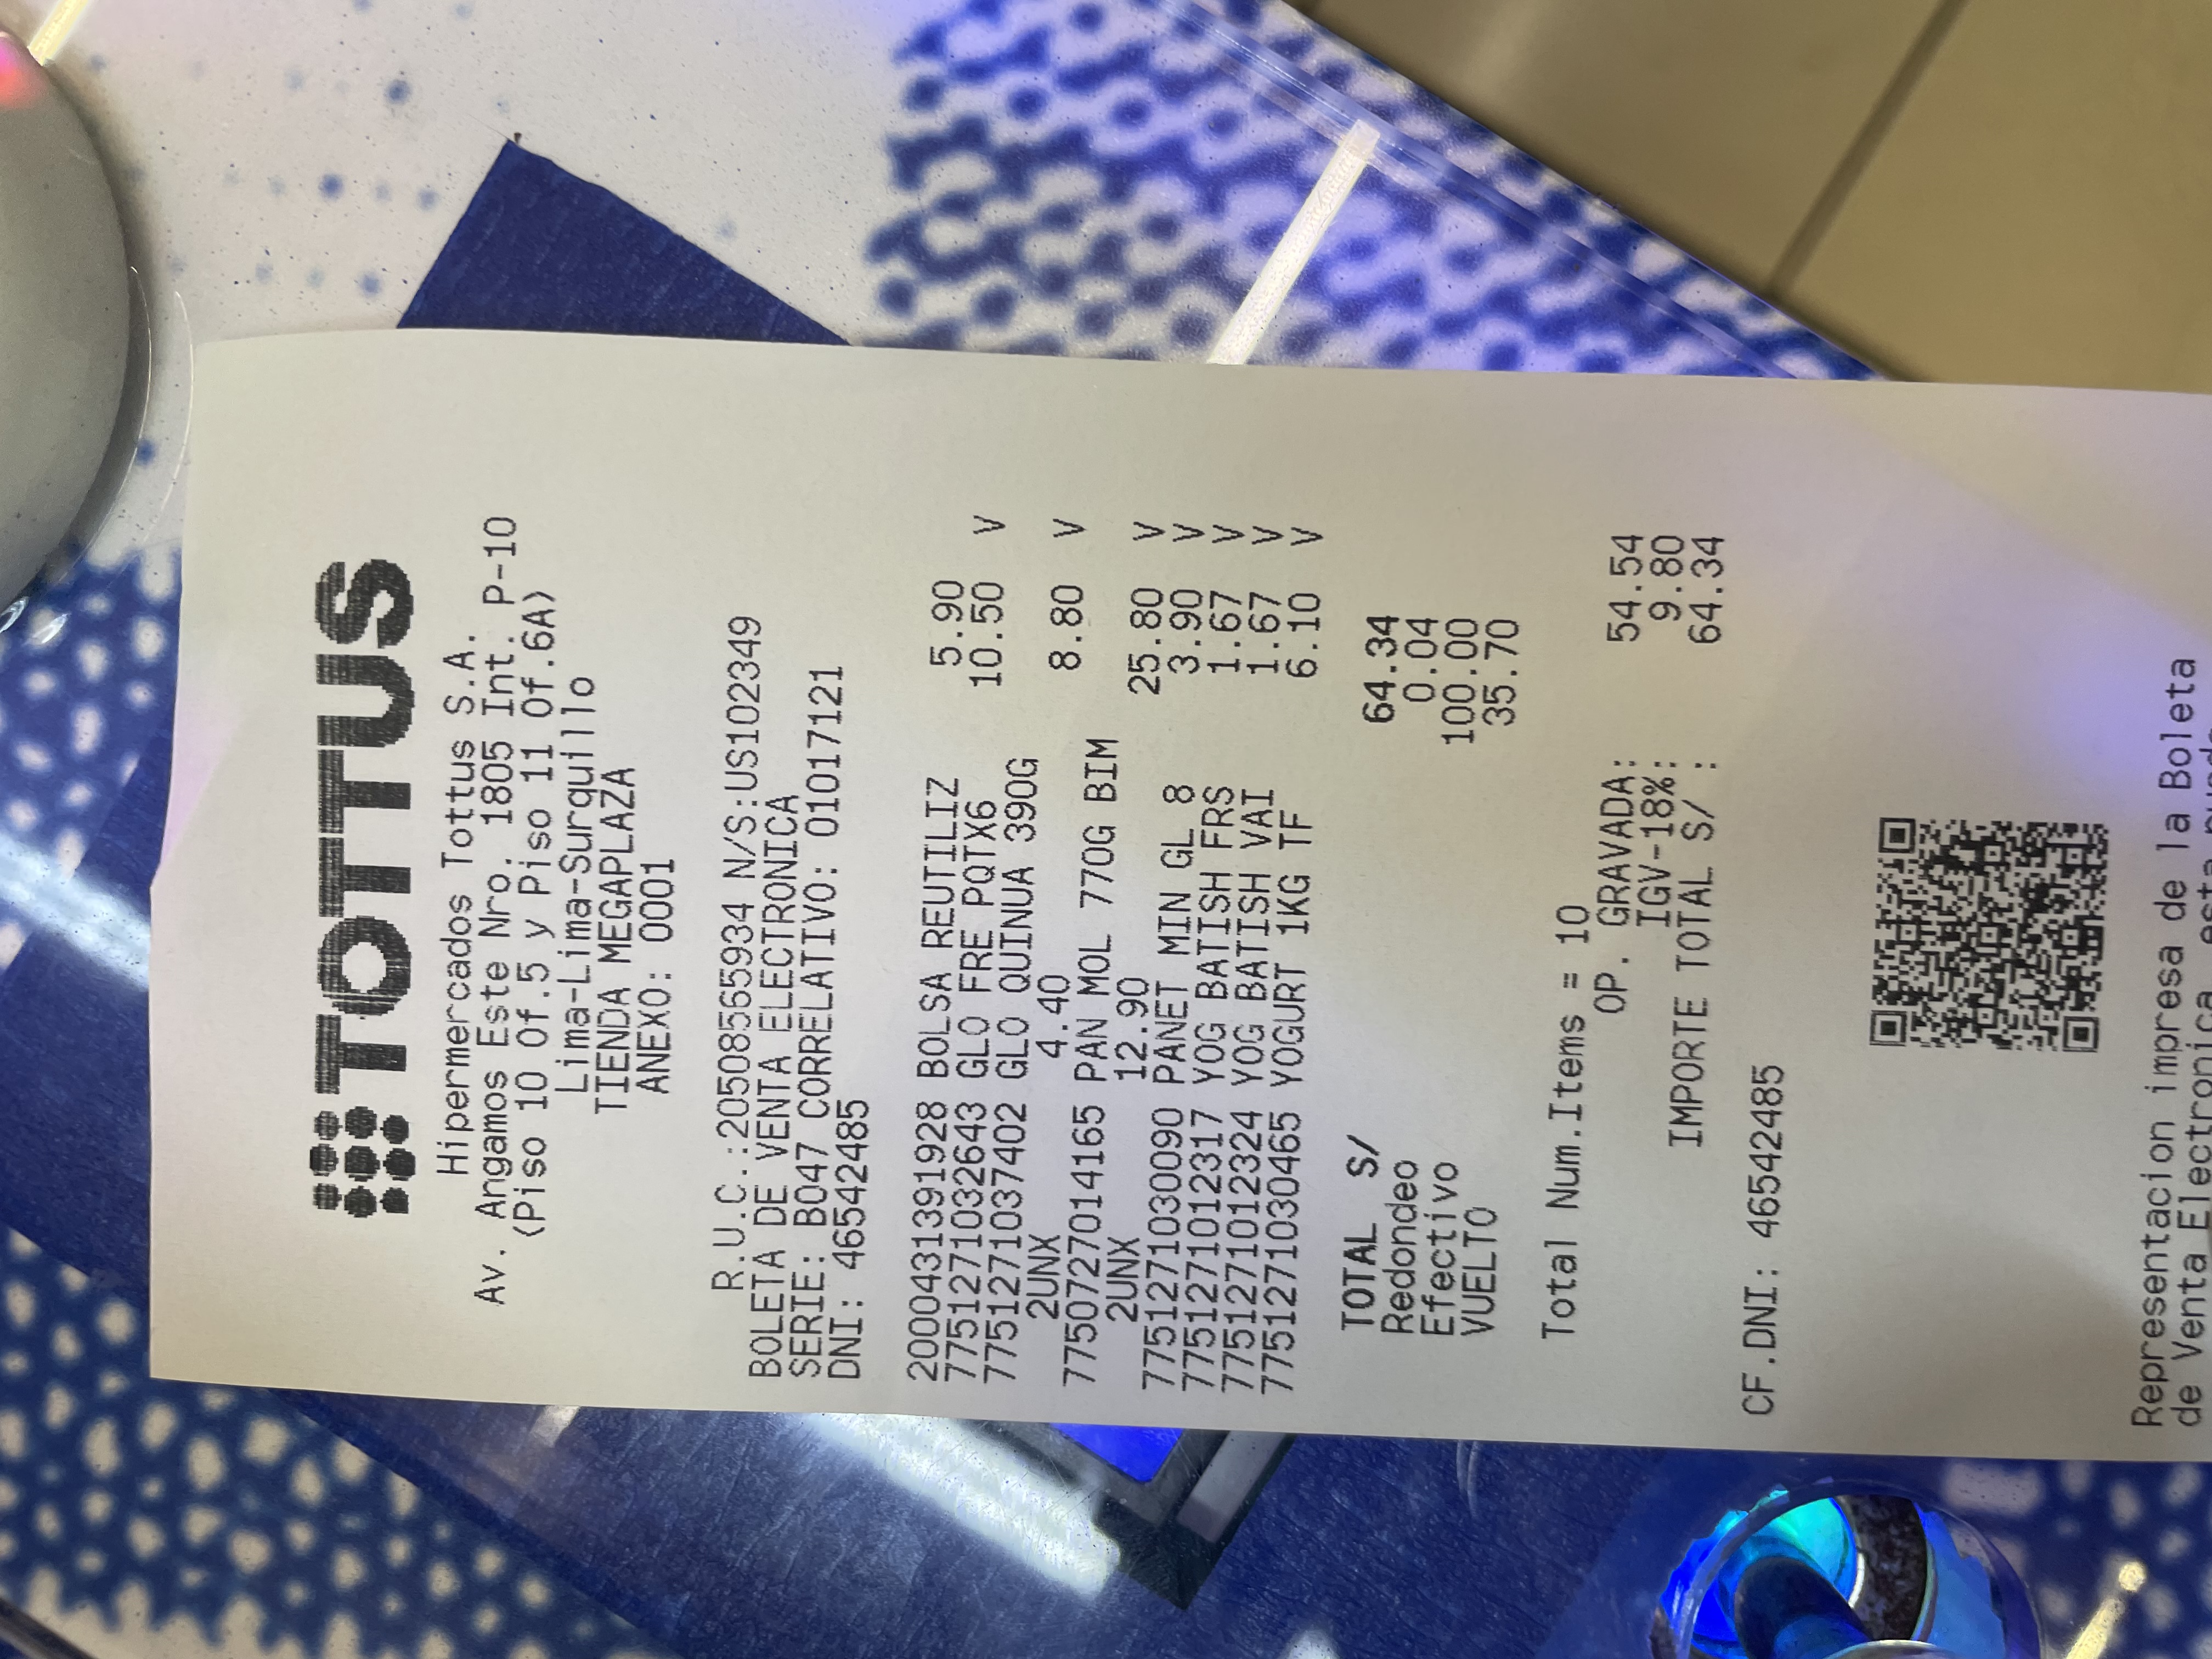 TOTTUS
Hipermercados Tottus S.A.
Av. Angamos Este Nro. 1805 Int. P-10
(Piso 10 Of.5 y Piso 11 Of.6A)
Lima-Lima-Surquillo
TIENDA MEGAPLAZA
ANEXO: 0001
R.U.C.:20508565934 N/S:US102349
BOLETA DE VENTA ELECTRONICA
SERIE: B047 CORRELATIVO: 01017121
DNI: 46542485
2000431391928 BOLSA REUTILIZ 5.90
7751271032643 GLO FRE PQTX6 10.50 V
7751271037402 GLO QUINUA 390G
2UNX 4.40 8.80 V
7750727014165 PAN MOL 770G BIM
2UNX 12.90 25.80 V
7751271030090 PANET MIN GL 8 3.90 V
7751271012317 YOG BATISH FRS 1.67 V
7751271012324 YOG BATISH VAI 1.67 V
7751271030465 YOGURT 1KG TF 6.10 V
TOTAL S/ 64.34
Redondeo 0.04
Efectivo 100.00
VUELTO 35.70
Total Num.Items = 10
OP. GRAVADA: 54.54
IGV-18%: 9.80
IMPORTE TOTAL S/ : 64.34
CF.DNI: 46542485
Representacion impresa de la Boleta
de Venta Electronica, esta puede